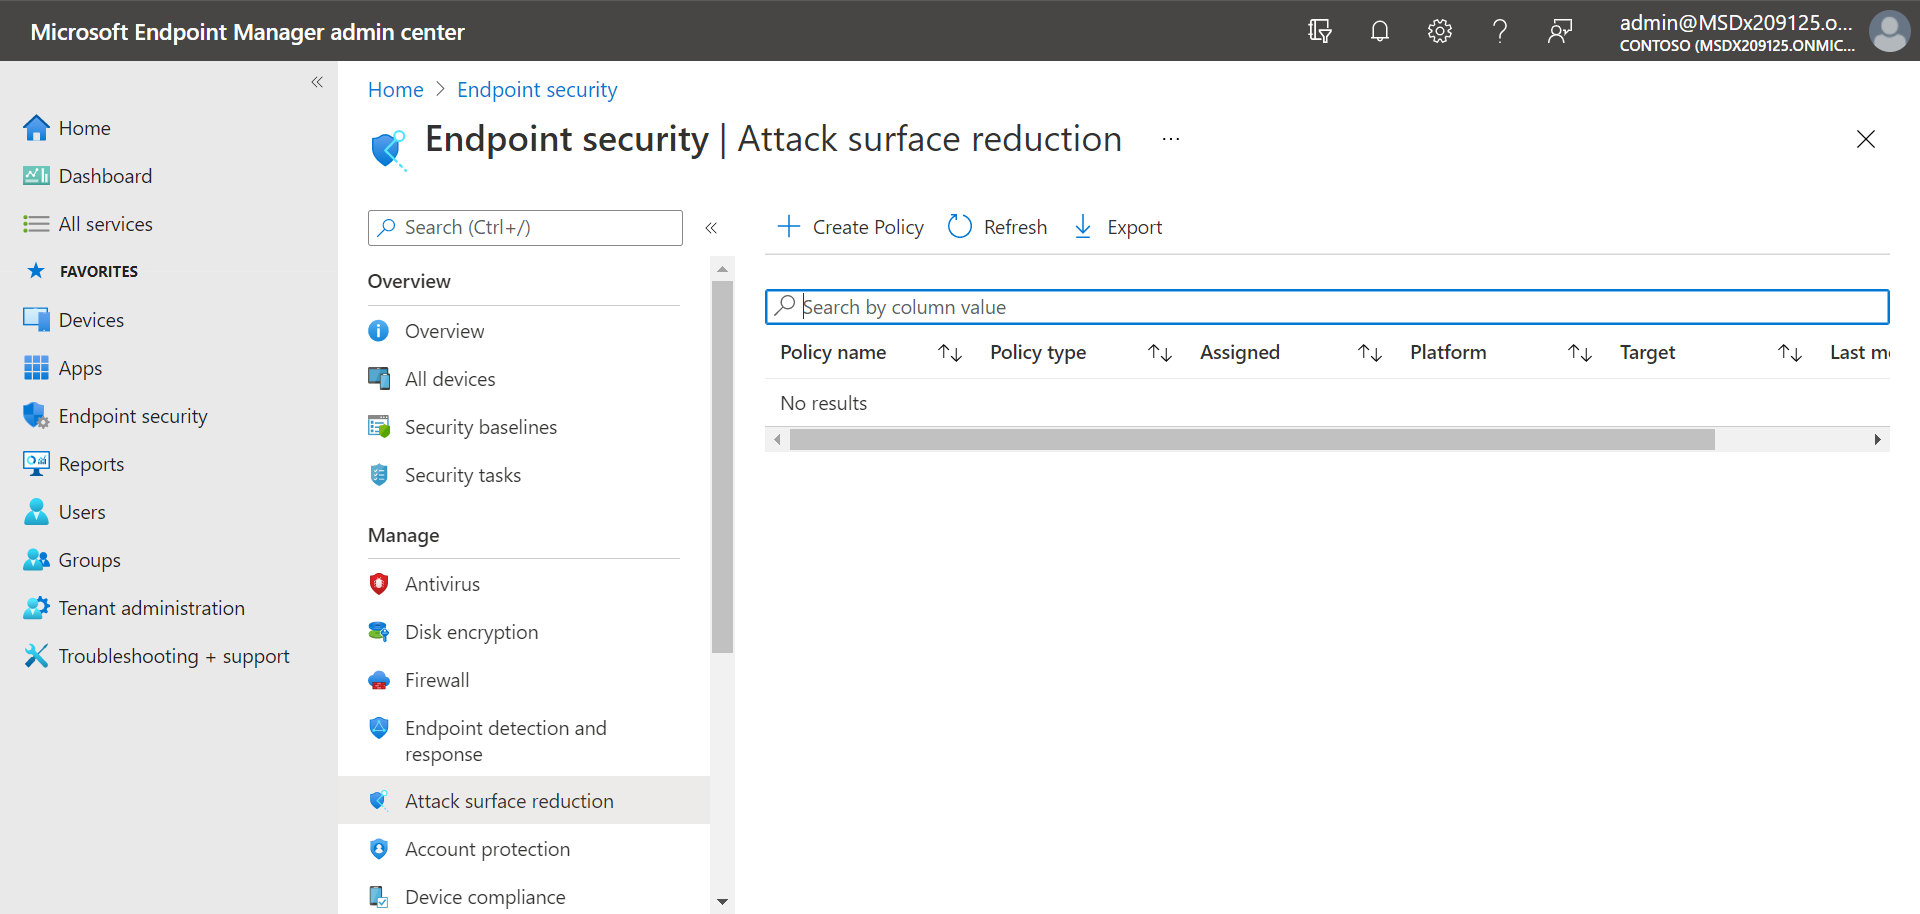 Microsoft Endpoint Manager admin center
admin@MSDx209125.o...
CONTOSO (MSDX209125.ONMIC...
Home
Dashboard
All services
FAVORITES
Devices
Apps
Endpoint security
Reports
Users
Groups
Tenant administration
Troubleshooting + support
Home > Endpoint security
Endpoint security | Attack surface reduction ...
Search (Ctrl+/)
Overview
Overview
All devices
Security baselines
Security tasks
Manage
Antivirus
Disk encryption
Firewall
Endpoint detection and
response
Attack surface reduction
Account protection
Device compliance
Create Policy Refresh Export
Search by column value
Policy name Policy type Assigned Platform Target Last m
No results